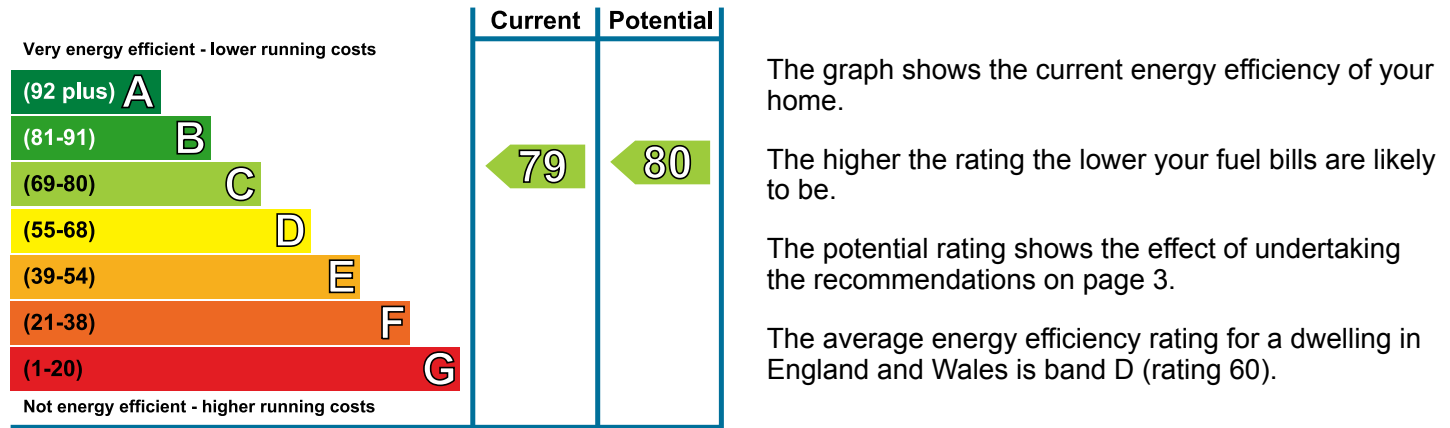 Current Potential
Very energy efficient - lower running costs
(92 plus) A
(81-91) B
(69-80) C
(55-68) D
(39-54) E
(21-38) F
(1-20) G
Not energy efficient - higher running costs
79 80
The graph shows the current energy efficiency of your
home.
The higher the rating the lower your fuel bills are likely
to be.
The potential rating shows the effect of undertaking
the recommendations on page 3.
The average energy efficiency rating for a dwelling in
England and Wales is band D (rating 60).